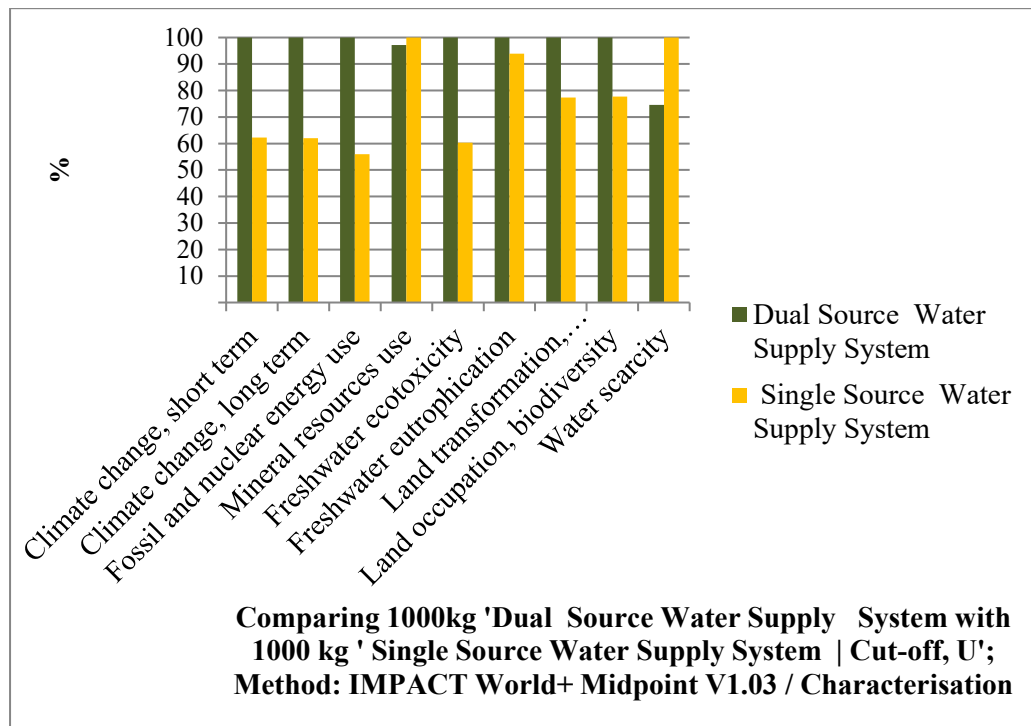 100
90
80
70
60
50
40
30
20
10
%
Climate change, short term
Climate change, long term
Fossil and nuclear energy use
Mineral resources use
Freshwater ecotoxicity
Freshwater eutrophication
Land transformation,…
Land occupation, biodiversity
Water scarcity
Dual Source Water
Supply System
Single Source Water
Supply System
Comparing 1000kg 'Dual Source Water Supply System with
1000 kg ' Single Source Water Supply System | Cut-off, U';
Method: IMPACT World+ Midpoint V1.03 / Characterisation